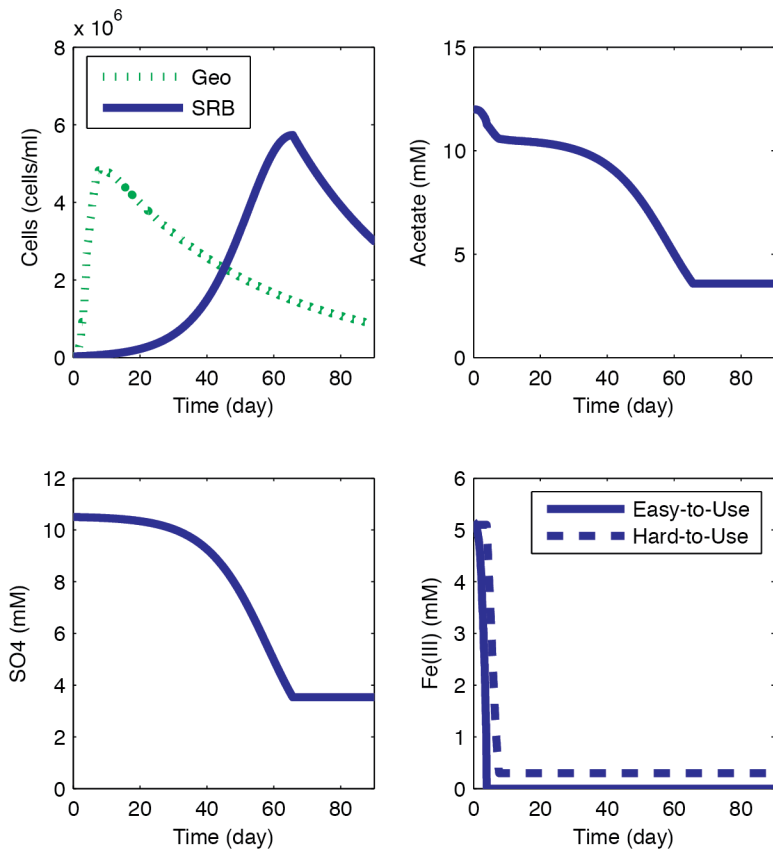 x 10^6
8
6
4
2
0
Cells (cells/ml)
Geo
SRB
0 20 40 60 80
Time (day)
15
10
5
0
Acetate (mM)
0 20 40 60 80
Time (day)
12
10
8
6
4
2
0
SO4 (mM)
0 20 40 60 80
Time (day)
6
5
4
3
2
1
0
Fe(III) (mM)
Easy-to-Use
Hard-to-Use
0 20 40 60 80
Time (day)